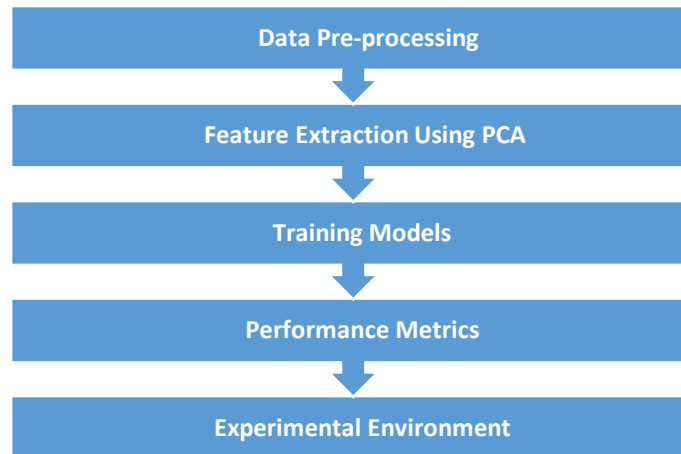 Data Pre-processing
Feature Extraction Using PCA
Training Models
Performance Metrics
Experimental Environment